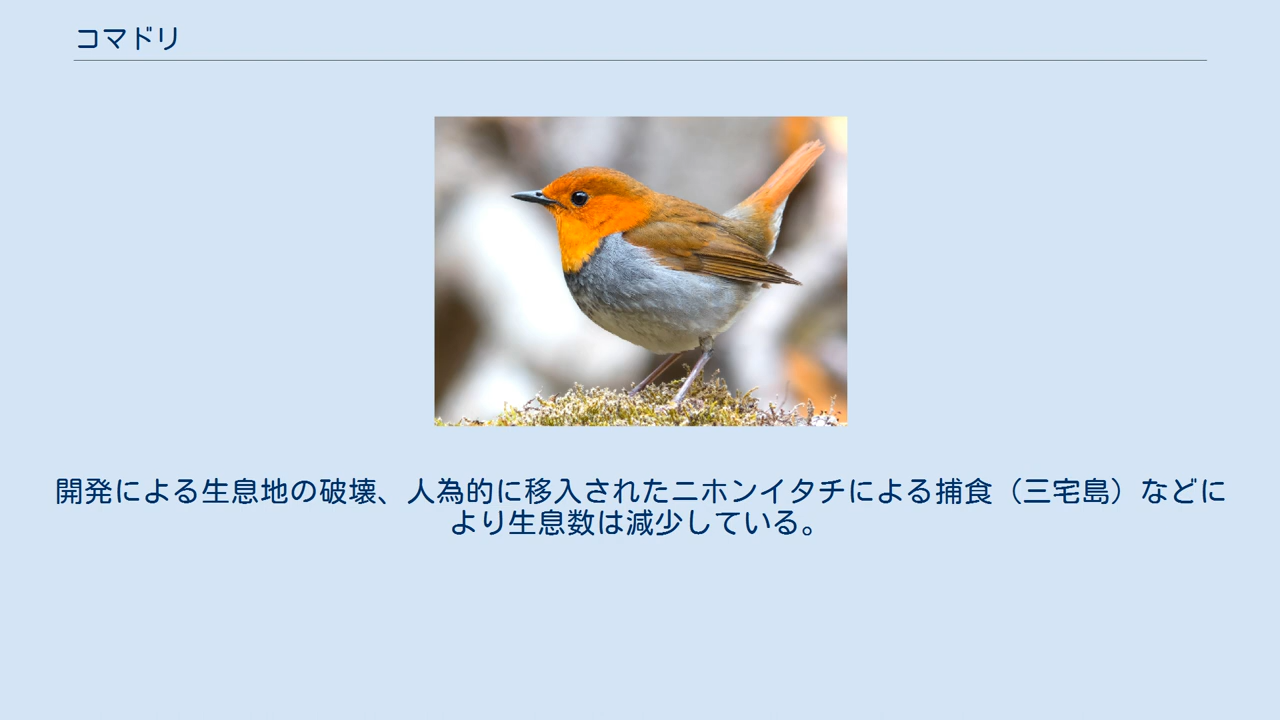 コマドリ
開発による生息地の破壊、人為的に移入されたニホンイタチによる捕食（三宅島）などに
より生息数は減少している。